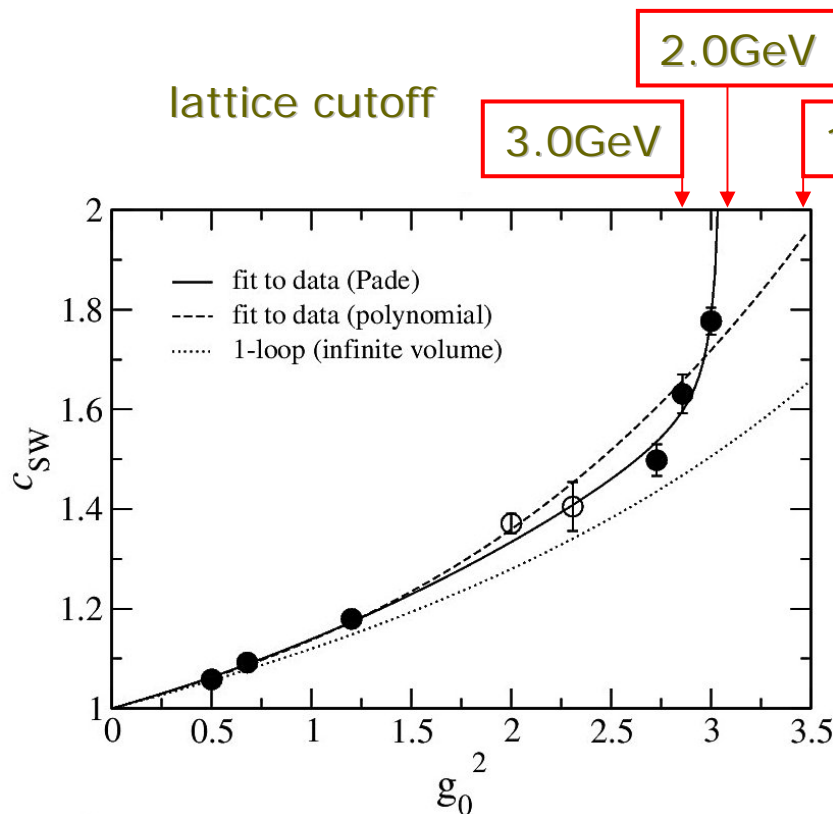 2.0GeV
lattice cutoff
3.0GeV
1
2
fit to data (Pade)
fit to data (polynomial)
1-loop (infinite volume)
1.8
1.6
c_SW
1.4
1.2
1
0 0.5 1 1.5 2 2.5 3 3.5
g_0^2